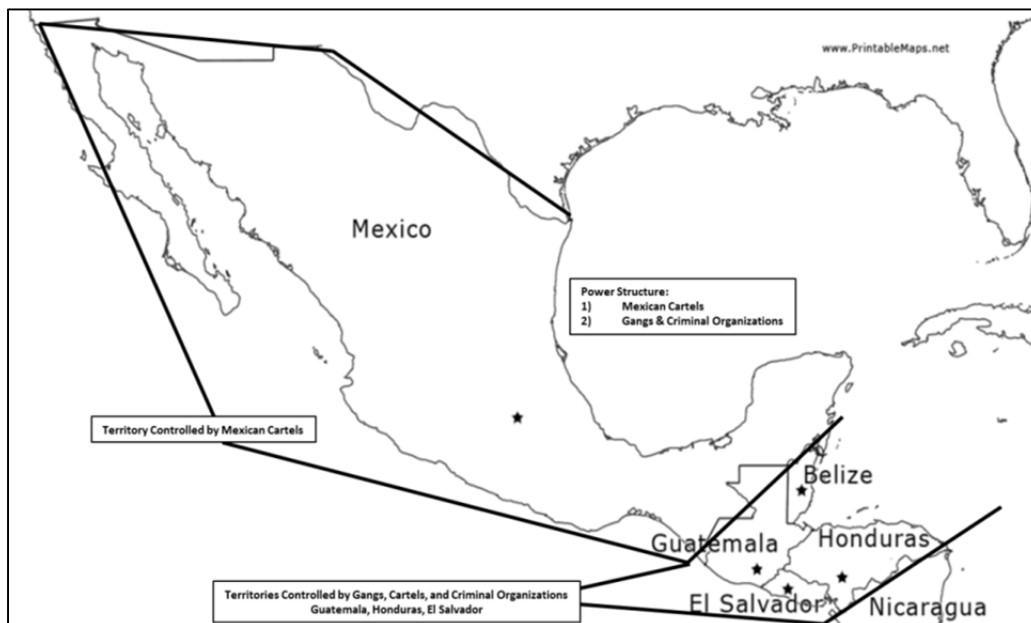 www.PrintableMaps.net
Mexico
Power Structure:
1) Mexican Cartels
2) Gangs & Criminal Organizations
Territory Controlled by Mexican Cartels
Belize
Guatemala
Honduras
Territories Controlled by Gangs, Cartels, and Criminal Organizations
Guatemala, Honduras, El Salvador
El Salvador
Nicaragua